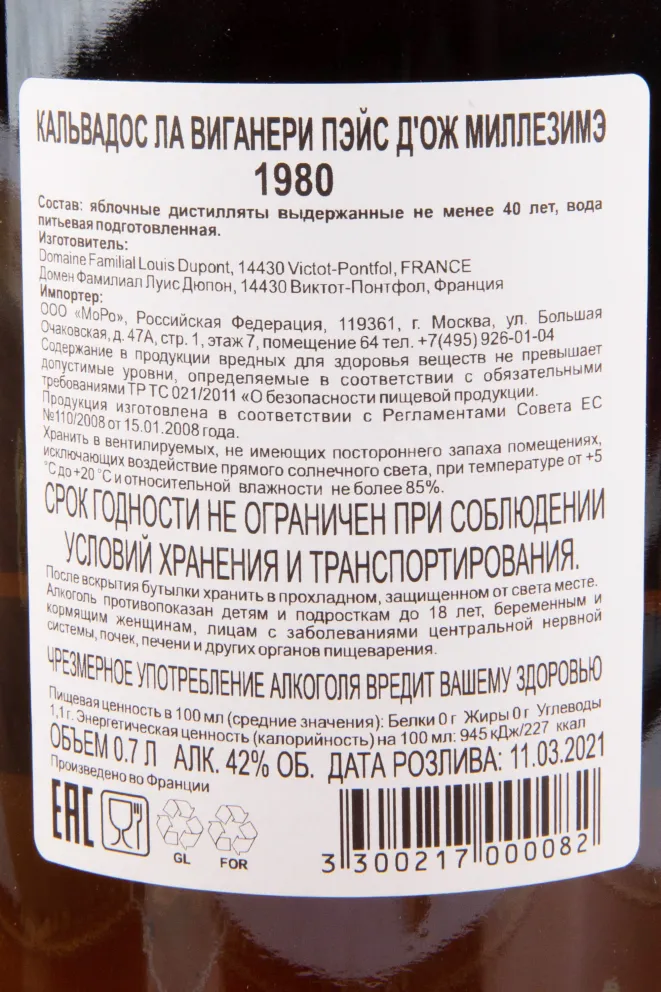 КАЛЬВАДОС ЛА ВИГАНЕРИ ПЭЙС Д'ОЖ МИЛЛЕЗИМЭ
1980
Состав: яблочные дистилляты выдержанные не менее 40 лет, вода
питьевая подготовленная.
Изготовитель:
Domaine Familial Louis Dupont, 14430 Victot-Pontfol, FRANCE
Домен Фамилиал Луис Дюпон, 14430 Виктот-Понтфол, Франция
Импортер:
ООО «МоРо», Российская Федерация, 119361, г. Москва, ул. Большая
Очаковская, д. 47А, стр. 1, этаж 7, помещение 64 тел. +7(495) 926-01-04
Содержание в продукции вредных для здоровья веществ не превышает
допустимые уровни, определяемые в соответствии с обязательными
требованиями ТР ТС 021/2011 «О безопасности пищевой продукции.
Продукция изготовлена в соответствии с Регламентами Совета ЕС
№110/2008 от 15.01.2008 года.
Хранить в вентилируемых, не имеющих постороннего запаха помещениях,
исключающих воздействие прямого солнечного света, при температуре от +5
°С до +20 °С и относительной влажности не более 85%.
СРОК ГОДНОСТИ НЕ ОГРАНИЧЕН ПРИ СОБЛЮДЕНИИ
УСЛОВИЙ ХРАНЕНИЯ И ТРАНСПОРТИРОВАНИЯ.
После вскрытия бутылки хранить в прохладном, защищенном от света месте.
Алкоголь противопоказан детям и подросткам до 18 лет, беременным и
кормящим женщинам, лицам с заболеваниями центральной нервной
системы, почек, печени и других органов пищеварения.
ЧРЕЗМЕРНОЕ УПОТРЕБЛЕНИЕ АЛКОГОЛЯ ВРЕДИТ ВАШЕМУ ЗДОРОВЬЮ
Пищевая ценность в 100 мл (средние значения): Белки 0 г Жиры 0 г Углеводы
1,1 г. Энергетическая ценность (калорийность) на 100 мл: 945 кДж/227 ккал
ОБЪЕМ 0.7 Л АЛК. 42% ОБ. ДАТА РОЗЛИВА: 11.03.2021
Произведено во Франции
EAC
GL FOR
3 300217 000082